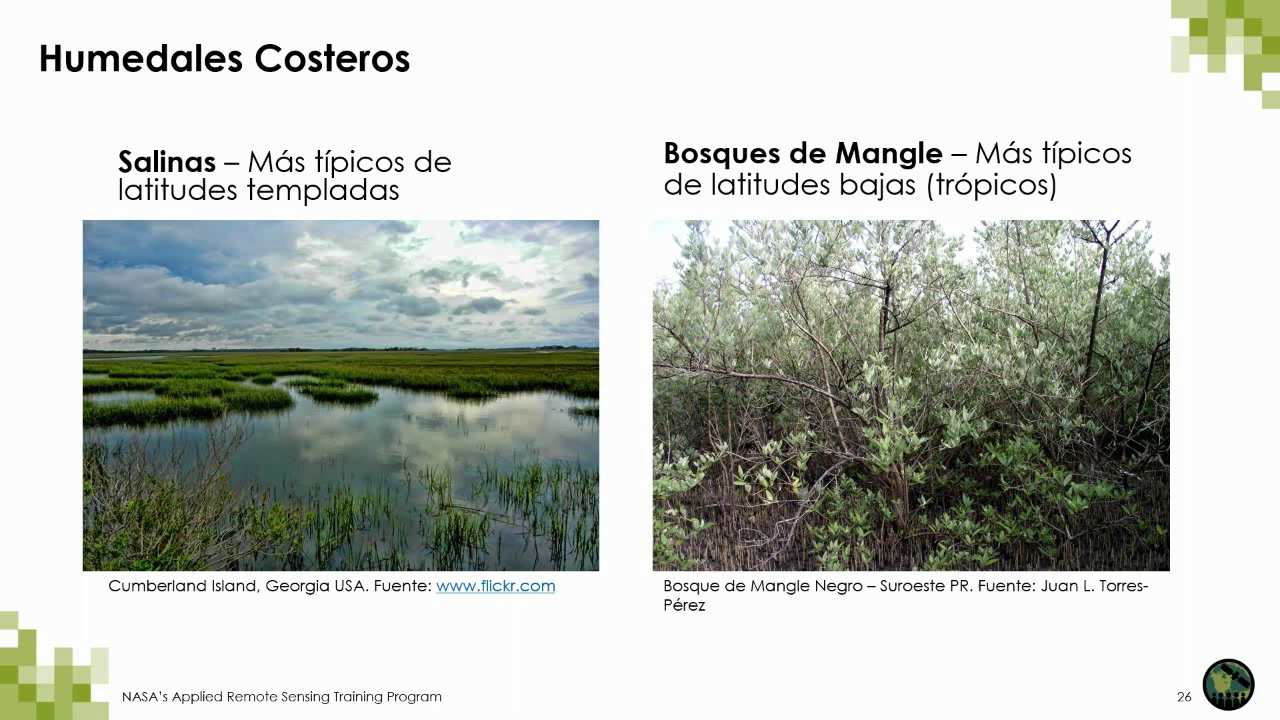 Humedales Costeros
Salinas – Más típicos de
latitudes templadas
Bosques de Mangle – Más típicos
de latitudes bajas (trópicos)
Cumberland Island, Georgia USA. Fuente: www.flickr.com
Bosque de Mangle Negro – Suroeste PR. Fuente: Juan L. Torres-
Pérez
NASA's Applied Remote Sensing Training Program
26